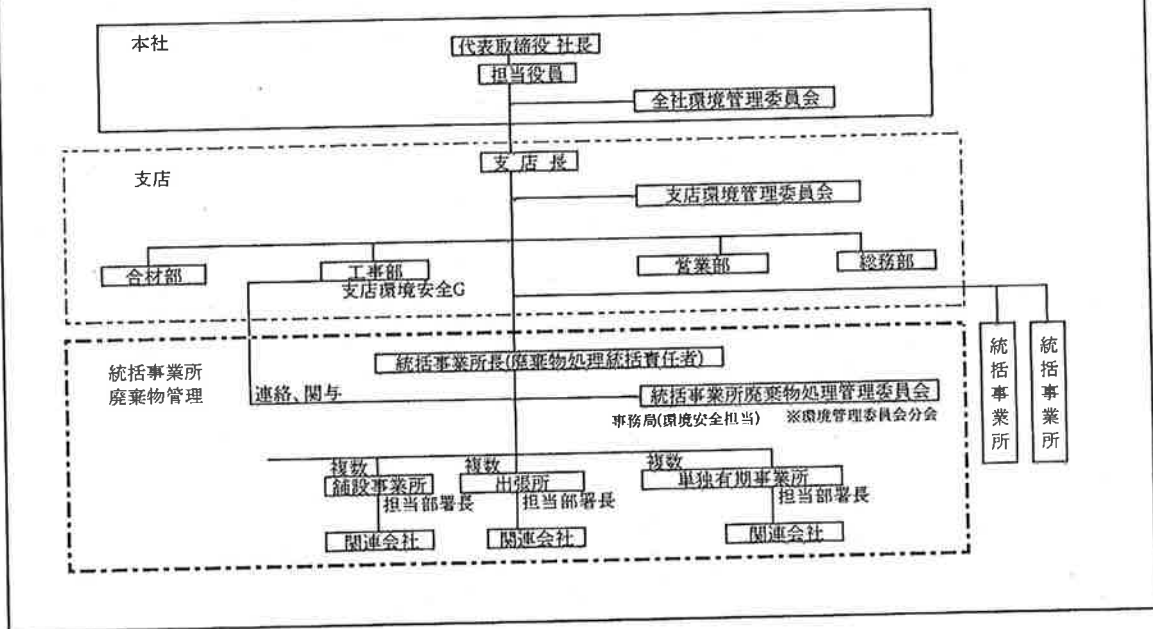 本社
代表取締役 社長
担当役員
全社環境管理委員会
支店長
支店
支店環境管理委員会
合材部
工事部
営業部
総務部
支店環境安全G
統括事業所
統括事業所
統括事業所長(廃棄物処理統括責任者)
統括事業所
廃棄物管理
連絡、関与
統括事業所廃棄物処理管理委員会
事務局(環境安全担当) ※環境管理委員会分会
複数
複数
複数
舗設事業所
出張所
単独有期事業所
担当部署長
担当部署長
担当部署長
関連会社
関連会社
関連会社